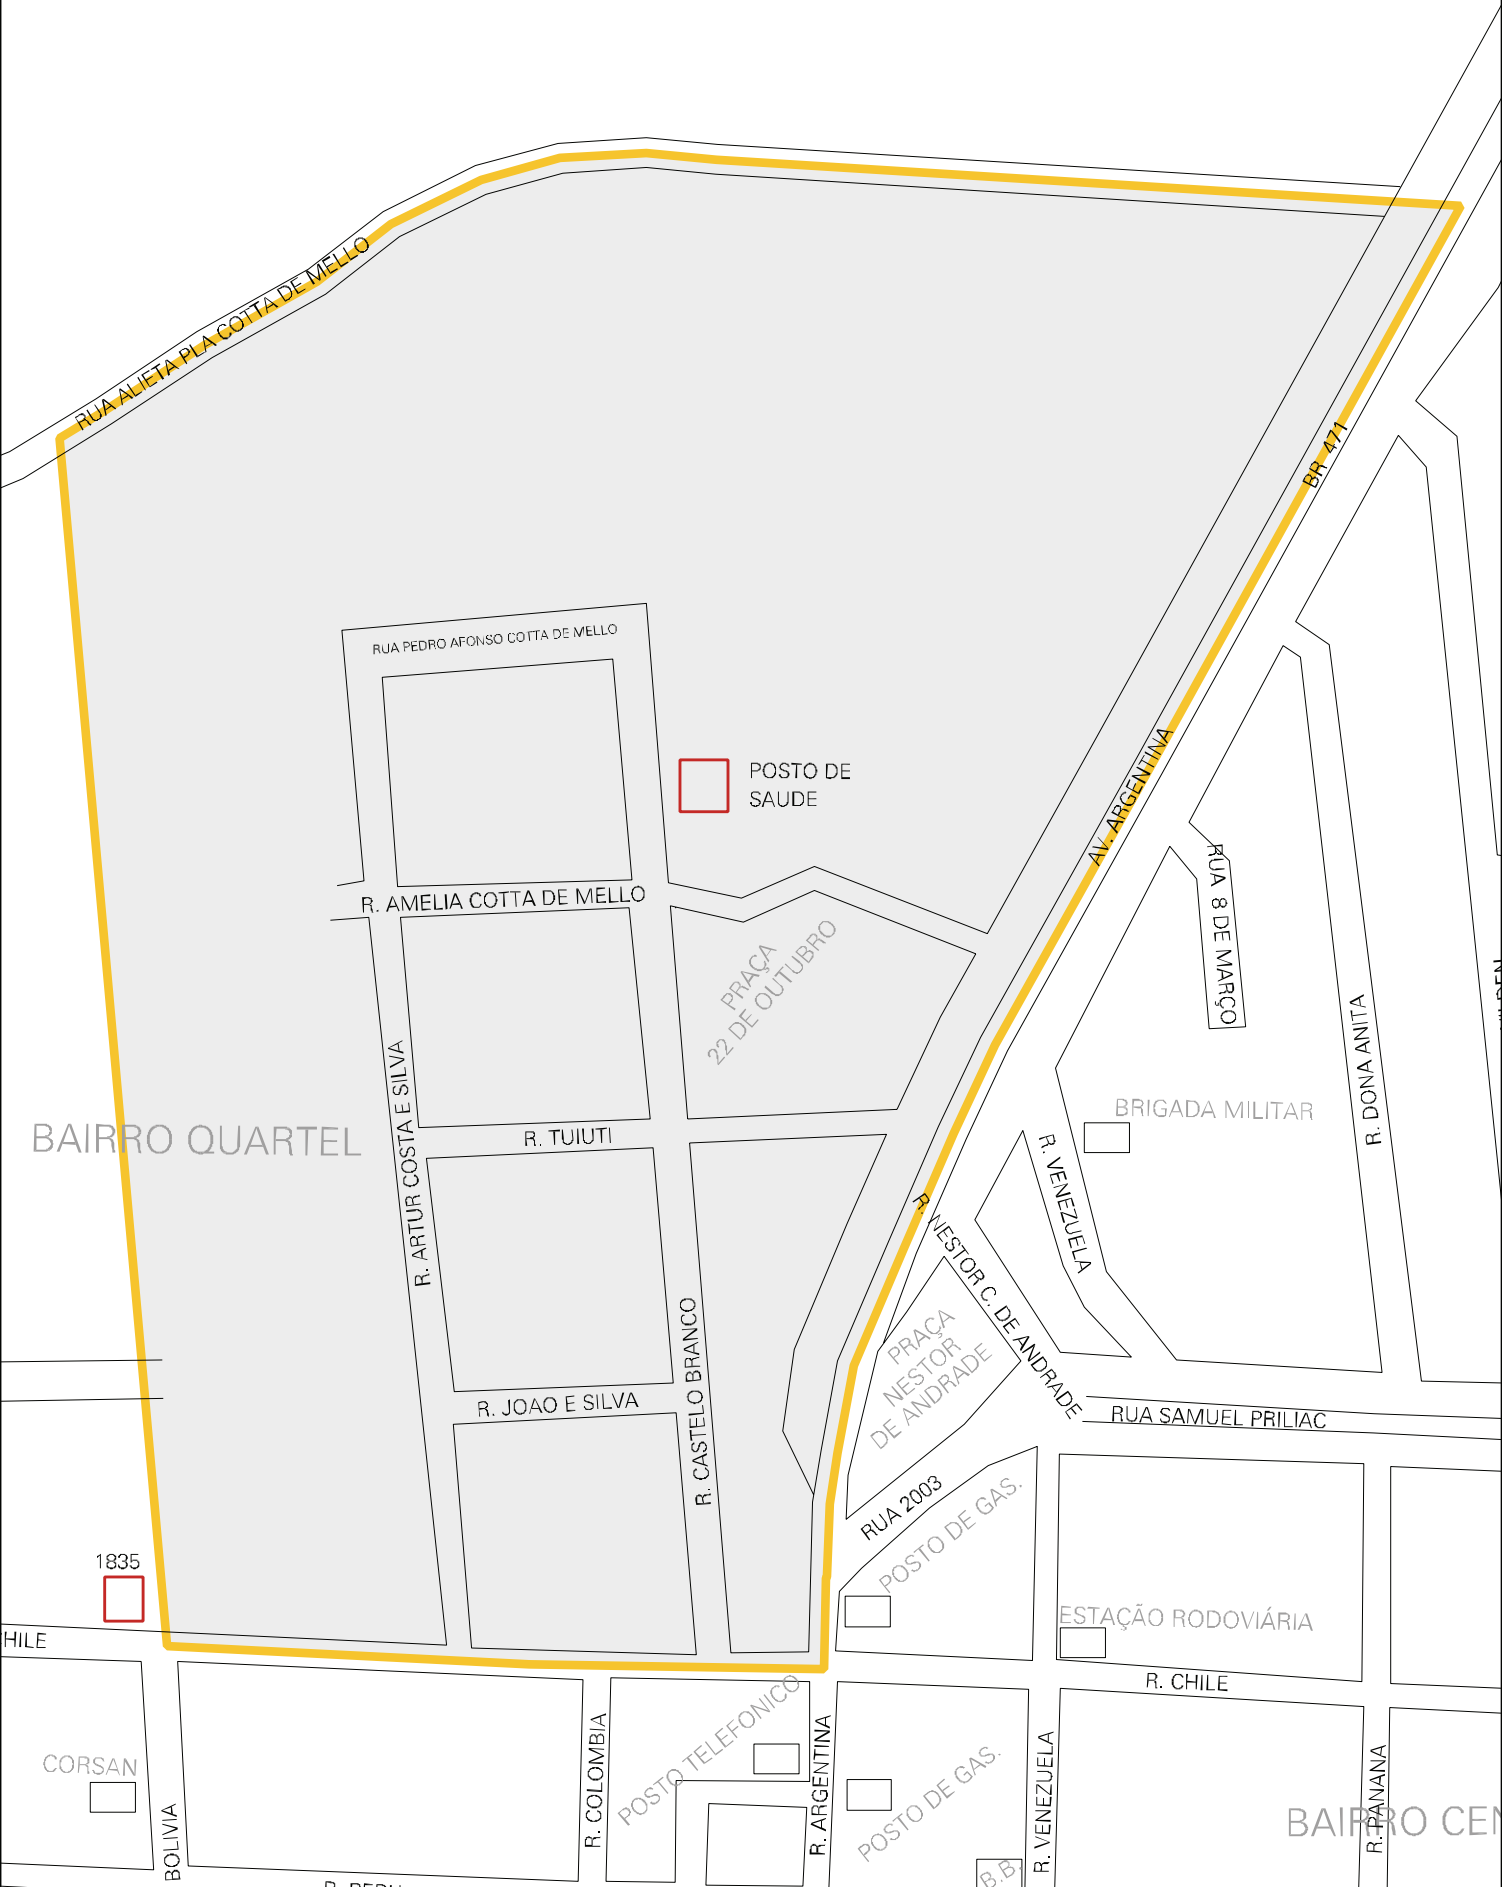 RUA ALIETA PLA COTTA DE MELLO
BR 471
RUA PEDRO AFONSO COTTA DE MELLO
POSTO DE
SAUDE
AV. ARGENTINA
R. AMELIA COTTA DE MELLO
RUA 8 DE MARÇO
PRAÇA
22 DE OUTUBRO
R. ARTUR COSTA E SILVA
R. DONA ANITA
BRIGADA MILITAR
BAIRRO QUARTEL
R. TUIUTI
R. VENEZUELA
R. NESTOR C. DE ANDRADE
PRAÇA
NESTOR
DE ANDRADE
R. CASTELO BRANCO
R. JOAO E SILVA
RUA SAMUEL PRILIAC
RUA 2003
POSTO DE GAS.
1835
ESTAÇÃO RODOVIÁRIA
HILE
R. CHILE
CORSAN
BOLIVIA
R. COLOMBIA
POSTO TELEFONICO
R. ARGENTINA
POSTO DE GAS.
R. VENEZUELA
R. PANANA
BAIRRO CEN
B.B.